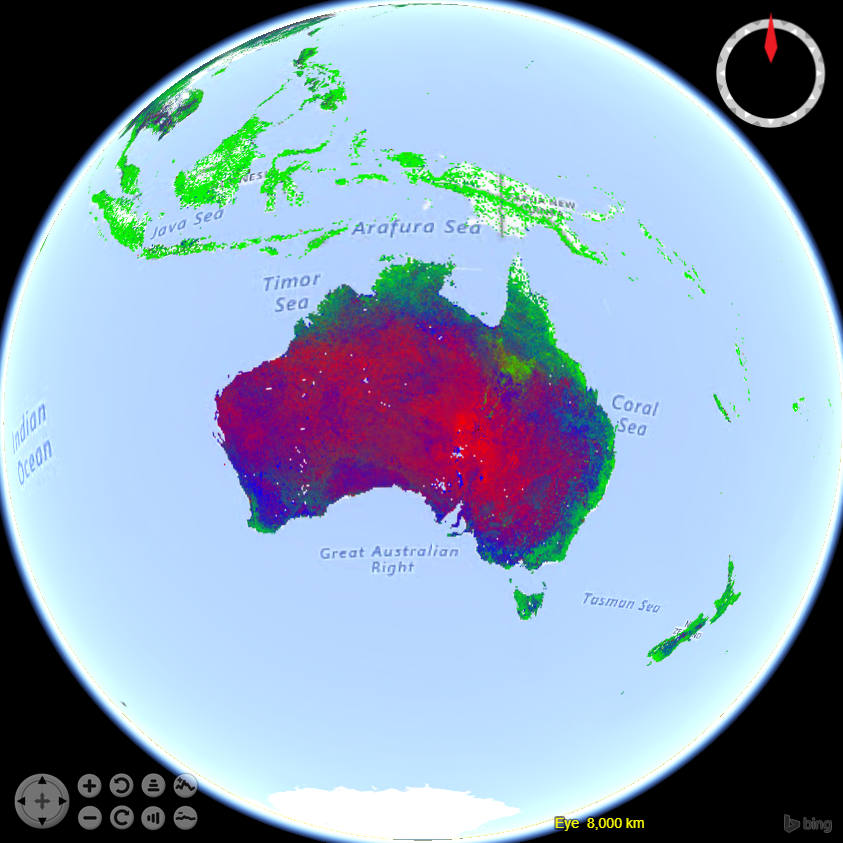 Java Sea
Arafura Sea
Timor
Sea
Coral
Sea
Indian
Ocean
Great Australian
Right
Tasman Sea
Eye 8,000 km
bing